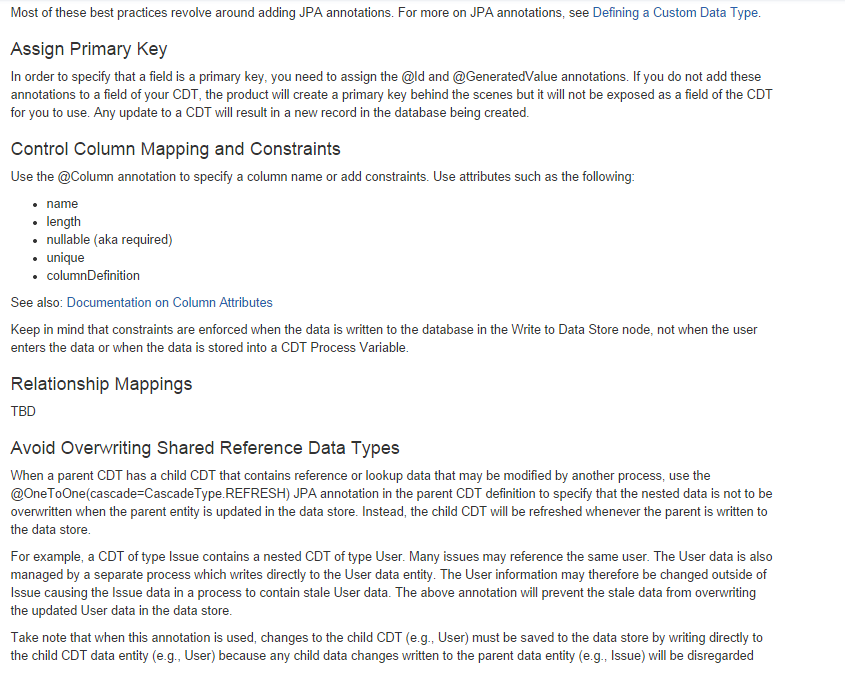 Most of these best practices revolve around adding JPA annotations. For more on JPA annotations, see Defining a Custom Data Type.
Assign Primary Key
In order to specify that a field is a primary key, you need to assign the @Id and @GeneratedValue annotations. If you do not add these
annotations to a field of your CDT, the product will create a primary key behind the scenes but it will not be exposed as a field of the CDT
for you to use. Any update to a CDT will result in a new record in the database being created.
Control Column Mapping and Constraints
Use the @Column annotation to specify a column name or add constraints. Use attributes such as the following:
• name
• length
• nullable (aka required)
• unique
• columnDefinition
See also: Documentation on Column Attributes
Keep in mind that constraints are enforced when the data is written to the database in the Write to Data Store node, not when the user
enters the data or when the data is stored into a CDT Process Variable.
Relationship Mappings
TBD
Avoid Overwriting Shared Reference Data Types
When a parent CDT has a child CDT that contains reference or lookup data that may be modified by another process, use the
@OneToOne(cascade=CascadeType.REFRESH) JPA annotation in the parent CDT definition to specify that the nested data is not to be
overwritten when the parent entity is updated in the data store. Instead, the child CDT will be refreshed whenever the parent is written to
the data store.
For example, a CDT of type Issue contains a nested CDT of type User. Many issues may reference the same user. The User data is also
managed by a separate process which writes directly to the User data entity. The User information may therefore be changed outside of
Issue causing the Issue data in a process to contain stale User data. The above annotation will prevent the stale data from overwriting
the updated User data in the data store.
Take note that when this annotation is used, changes to the child CDT (e.g., User) must be saved to the data store by writing directly to
the child CDT data entity (e.g., User) because any child data changes written to the parent data entity (e.g., Issue) will be disregarded